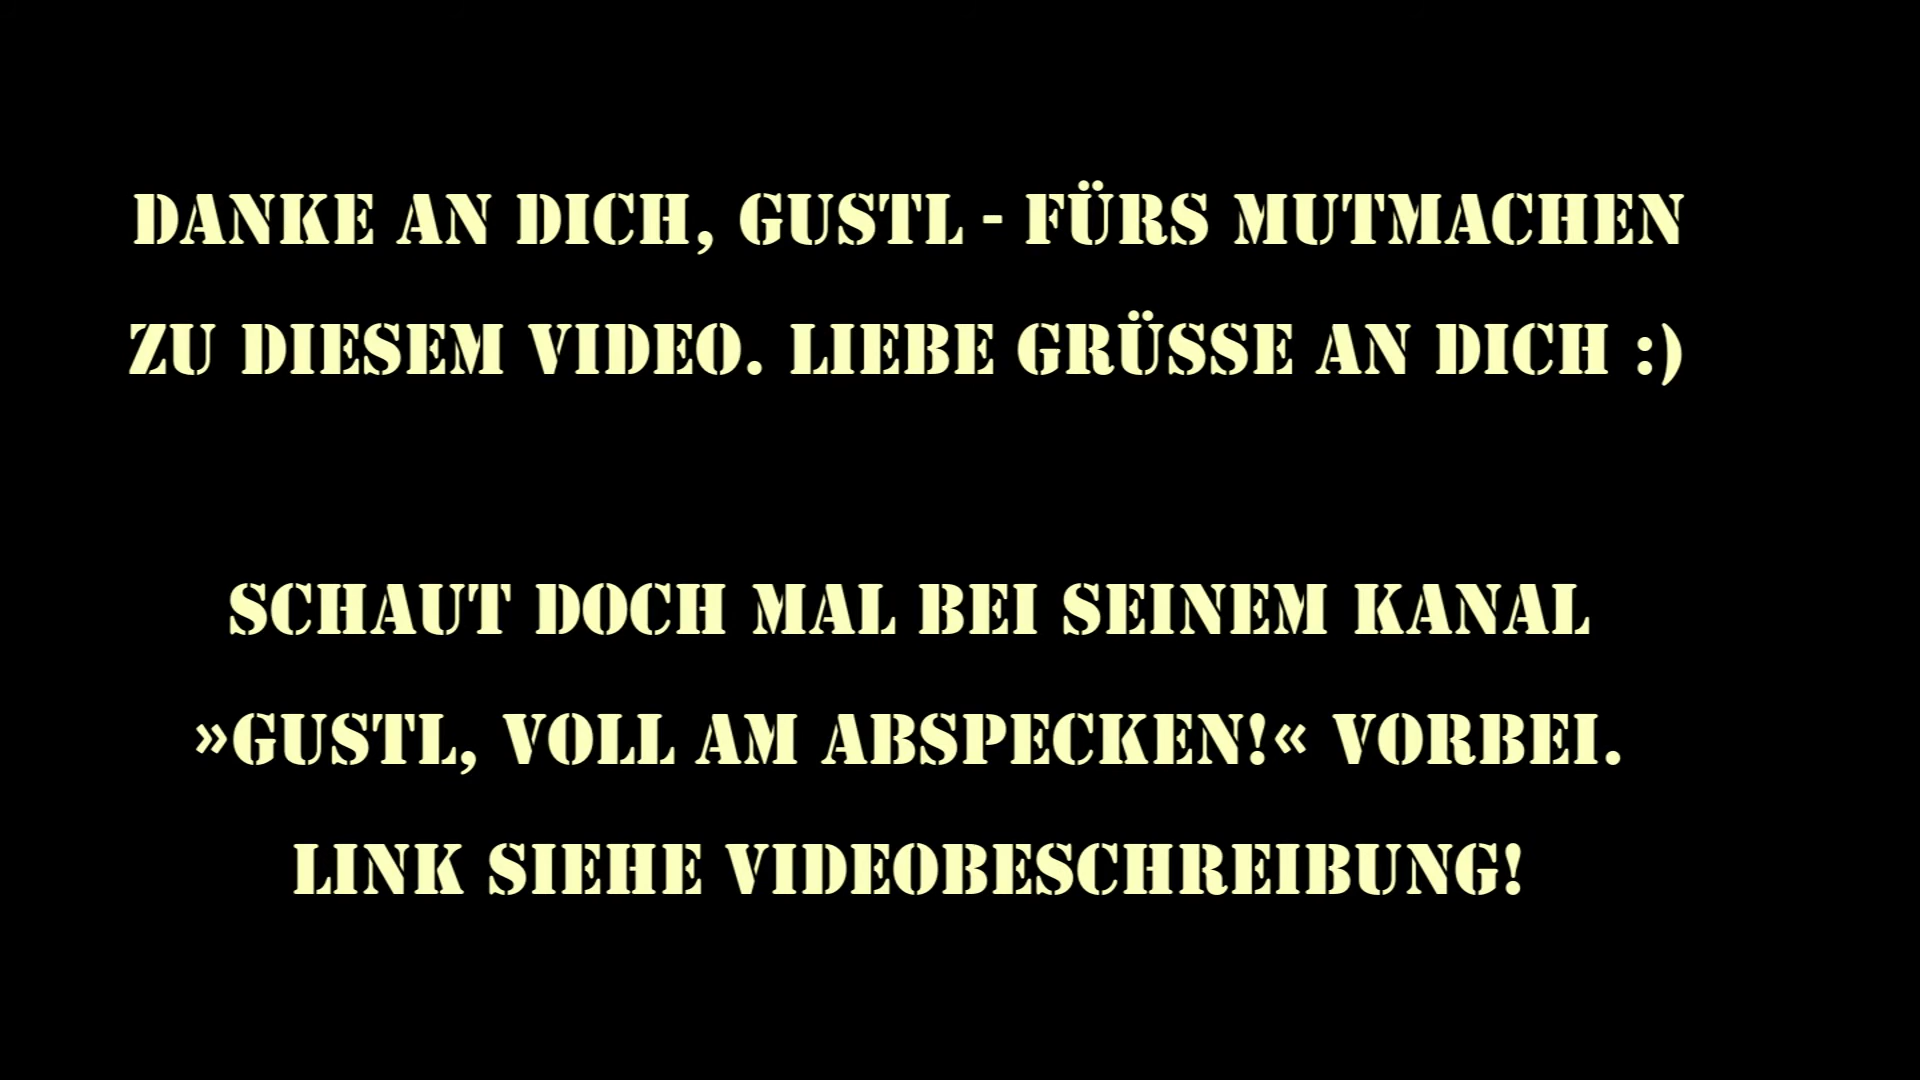 DANKE AN DICH, GUSTL - FÜRS MUTMACHEN
ZU DIESEM VIDEO. LIEBE GRÜSSE AN DICH :)
SCHAUT DOCH MAL BEI SEINEM KANAL
»GUSTL, VOLL AM ABSPECKEN!« VORBEI.
LINK SIEHE VIDEOBESCHREIBUNG!